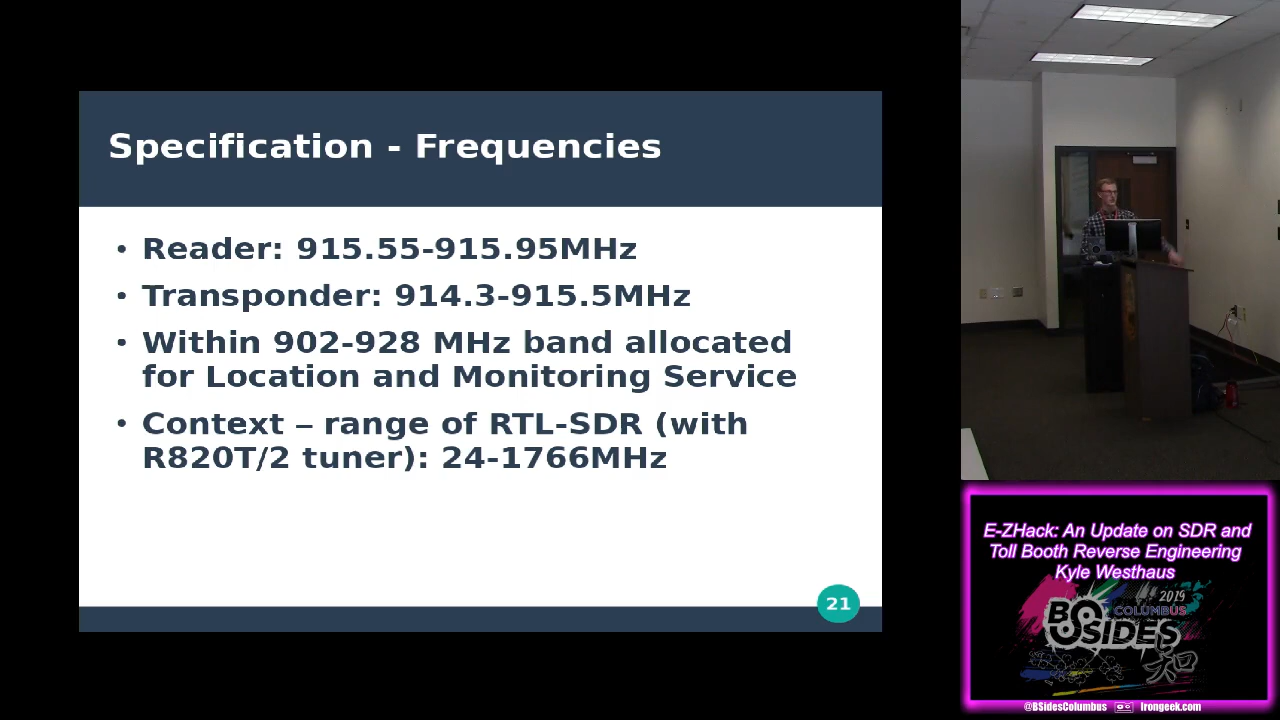 Specification - Frequencies
• Reader: 915.55-915.95MHz
• Transponder: 914.3-915.5MHz
• Within 902-928 MHz band allocated
for Location and Monitoring Service
• Context – range of RTL-SDR (with
R820T/2 tuner): 24-1766MHz
21
E-ZHack: An Update on SDR and
Toll Booth Reverse Engineering
Kyle Westhaus
2019
COLUMBUS
BSIDES
知
@BSidesColumbus Irongeek.com